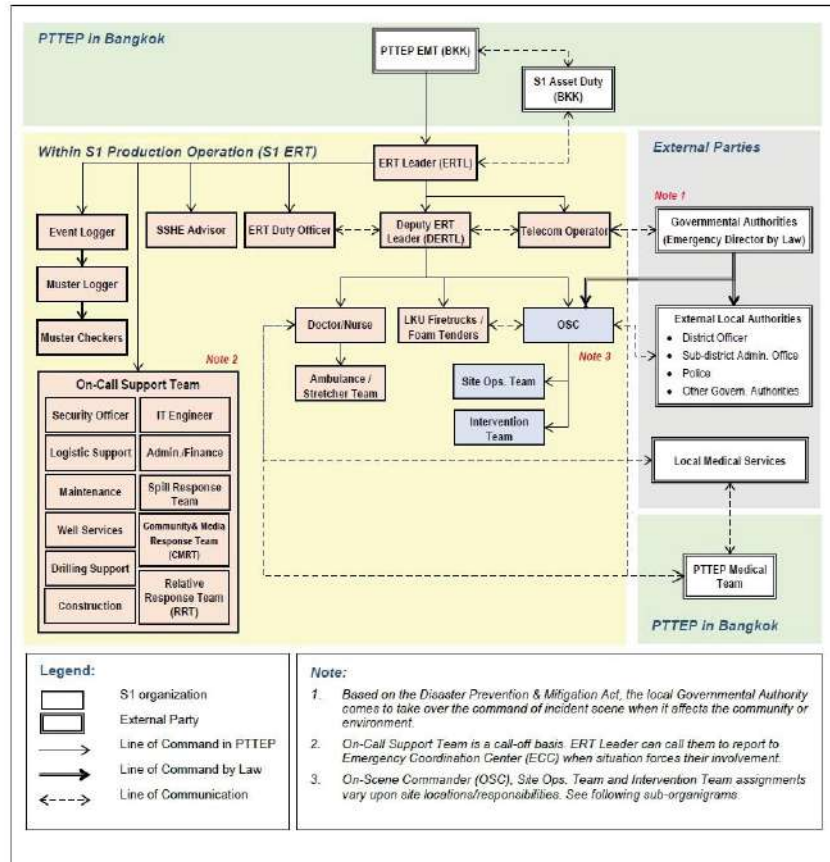 PTTEP in Bangkok
PTTEP EMT (BKK)
S1 Asset Duty
(BKK)
Within S1 Production Operation (S1 ERT)
ERT Leader (ERTL)
External Parties
Note 1
Event Logger
SSHE Advisor
ERT Duty Officer
Deputy ERT
Leader (DERTL)
Telecom Operator
Governmental Authorities
(Emergency Director by Law)
Muster Logger
Muster Checkers
Doctor/Nurse
LKU Firetrucks /
Foam Tenders
OSC
External Local Authorities
• District Officer
• Sub-district Admin. Office
• Police
• Other Govern. Authorities
Note 2
Note 3
Ambulance /
Stretcher Team
Site Ops. Team
Intervention
Team
On-Call Support Team
Security Officer
IT Engineer
Logistic Support
Admin./Finance
Maintenance
Spill Response
Team
Well Services
Community& Media
Response Team
(CMRT)
Drilling Support
Construction
Relative
Response Team
(RRT)
Local Medical Services
PTTEP Medical
Team
PTTEP in Bangkok
Legend:
S1 organization
External Party
Line of Command in PTTEP
Line of Command by Law
Line of Communication
Note:
1. Based on the Disaster Prevention & Mitigation Act, the local Governmental Authority
comes to take over the command of incident scene when it affects the community or
environment.
2. On-Call Support Team is a call-off basis. ERT Leader can call them to report to
Emergency Coordination Center (ECC) when situation forces their involvement.
3. On-Scene Commander (OSC), Site Ops. Team and Intervention Team assignments
vary upon site locations/responsibilities. See following sub-organigrams.